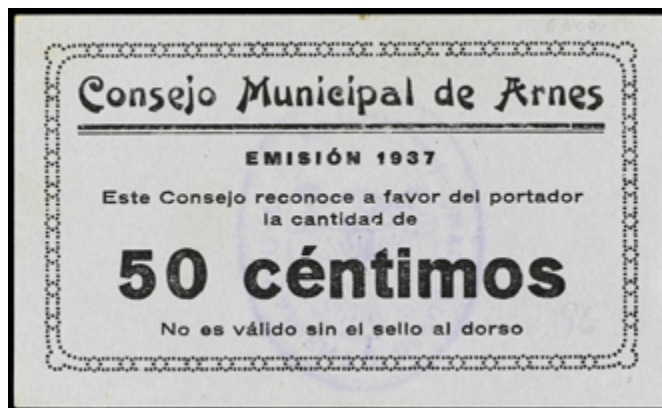 Consejo Municipal de Arnes
EMISIÓN 1937
Este Consejo reconoce a favor del portador
la cantidad de
50 céntimos
No es válido sin el sello al dorso